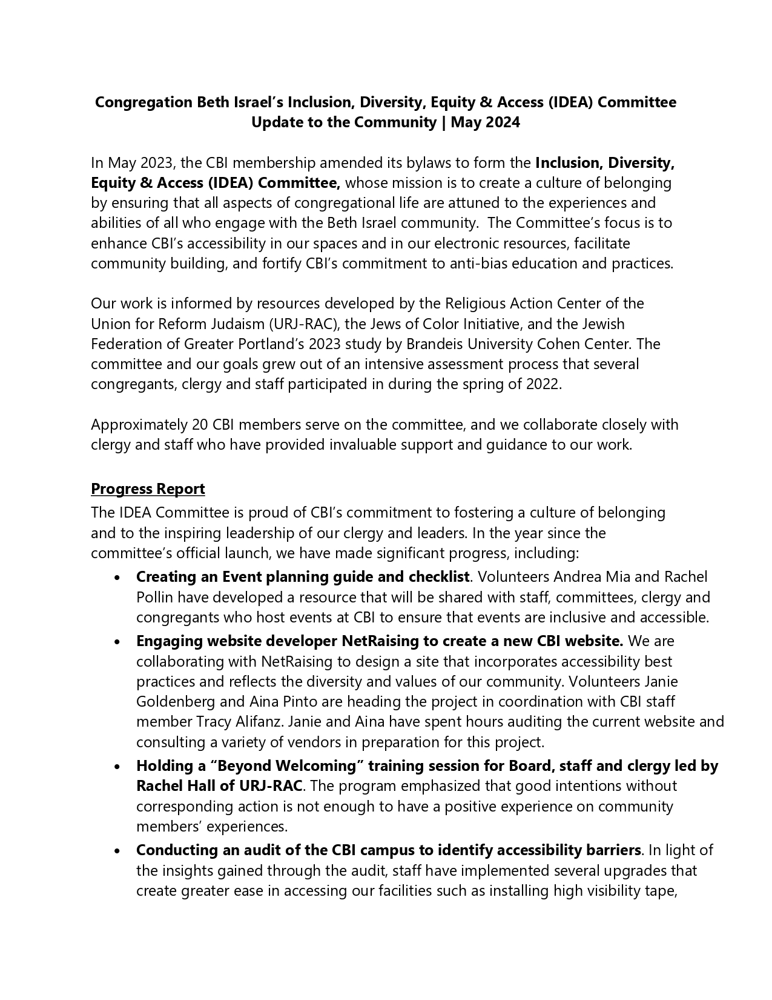 Congregation Beth Israel’s Inclusion, Diversity, Equity & Access (IDEA) Committee
Update to the Community | May 2024
In May 2023, the CBI membership amended its bylaws to form the Inclusion, Diversity,
Equity & Access (IDEA) Committee, whose mission is to create a culture of belonging
by ensuring that all aspects of congregational life are attuned to the experiences and
abilities of all who engage with the Beth Israel community.  The Committee’s focus is to
enhance CBI’s accessibility in our spaces and in our electronic resources, facilitate
community building, and fortify CBI’s commitment to anti-bias education and practices.
Our work is informed by resources developed by the Religious Action Center of the
Union for Reform Judaism (URJ-RAC), the Jews of Color Initiative, and the Jewish
Federation of Greater Portland’s 2023 study by Brandeis University Cohen Center. The
committee and our goals grew out of an intensive assessment process that several
congregants, clergy and staff participated in during the spring of 2022.
Approximately 20 CBI members serve on the committee, and we collaborate closely with
clergy and staff who have provided invaluable support and guidance to our work.
Progress Report
The IDEA Committee is proud of CBI’s commitment to fostering a culture of belonging
and to the inspiring leadership of our clergy and leaders. In the year since the
committee’s official launch, we have made significant progress, including:
• Creating an Event planning guide and checklist. Volunteers Andrea Mia and Rachel
Pollin have developed a resource that will be shared with staff, committees, clergy and
congregants who host events at CBI to ensure that events are inclusive and accessible.
• Engaging website developer NetRaising to create a new CBI website. We are
collaborating with NetRaising to design a site that incorporates accessibility best
practices and reflects the diversity and values of our community. Volunteers Janie
Goldenberg and Aina Pinto are heading the project in coordination with CBI staff
member Tracy Alifanz. Janie and Aina have spent hours auditing the current website and
consulting a variety of vendors in preparation for this project.
• Holding a “Beyond Welcoming” training session for Board, staff and clergy led by
Rachel Hall of URJ-RAC. The program emphasized that good intentions without
corresponding action is not enough to have a positive experience on community
members’ experiences.
• Conducting an audit of the CBI campus to identify accessibility barriers. In light of
the insights gained through the audit, staff have implemented several upgrades that
create greater ease in accessing our facilities such as installing high visibility tape,